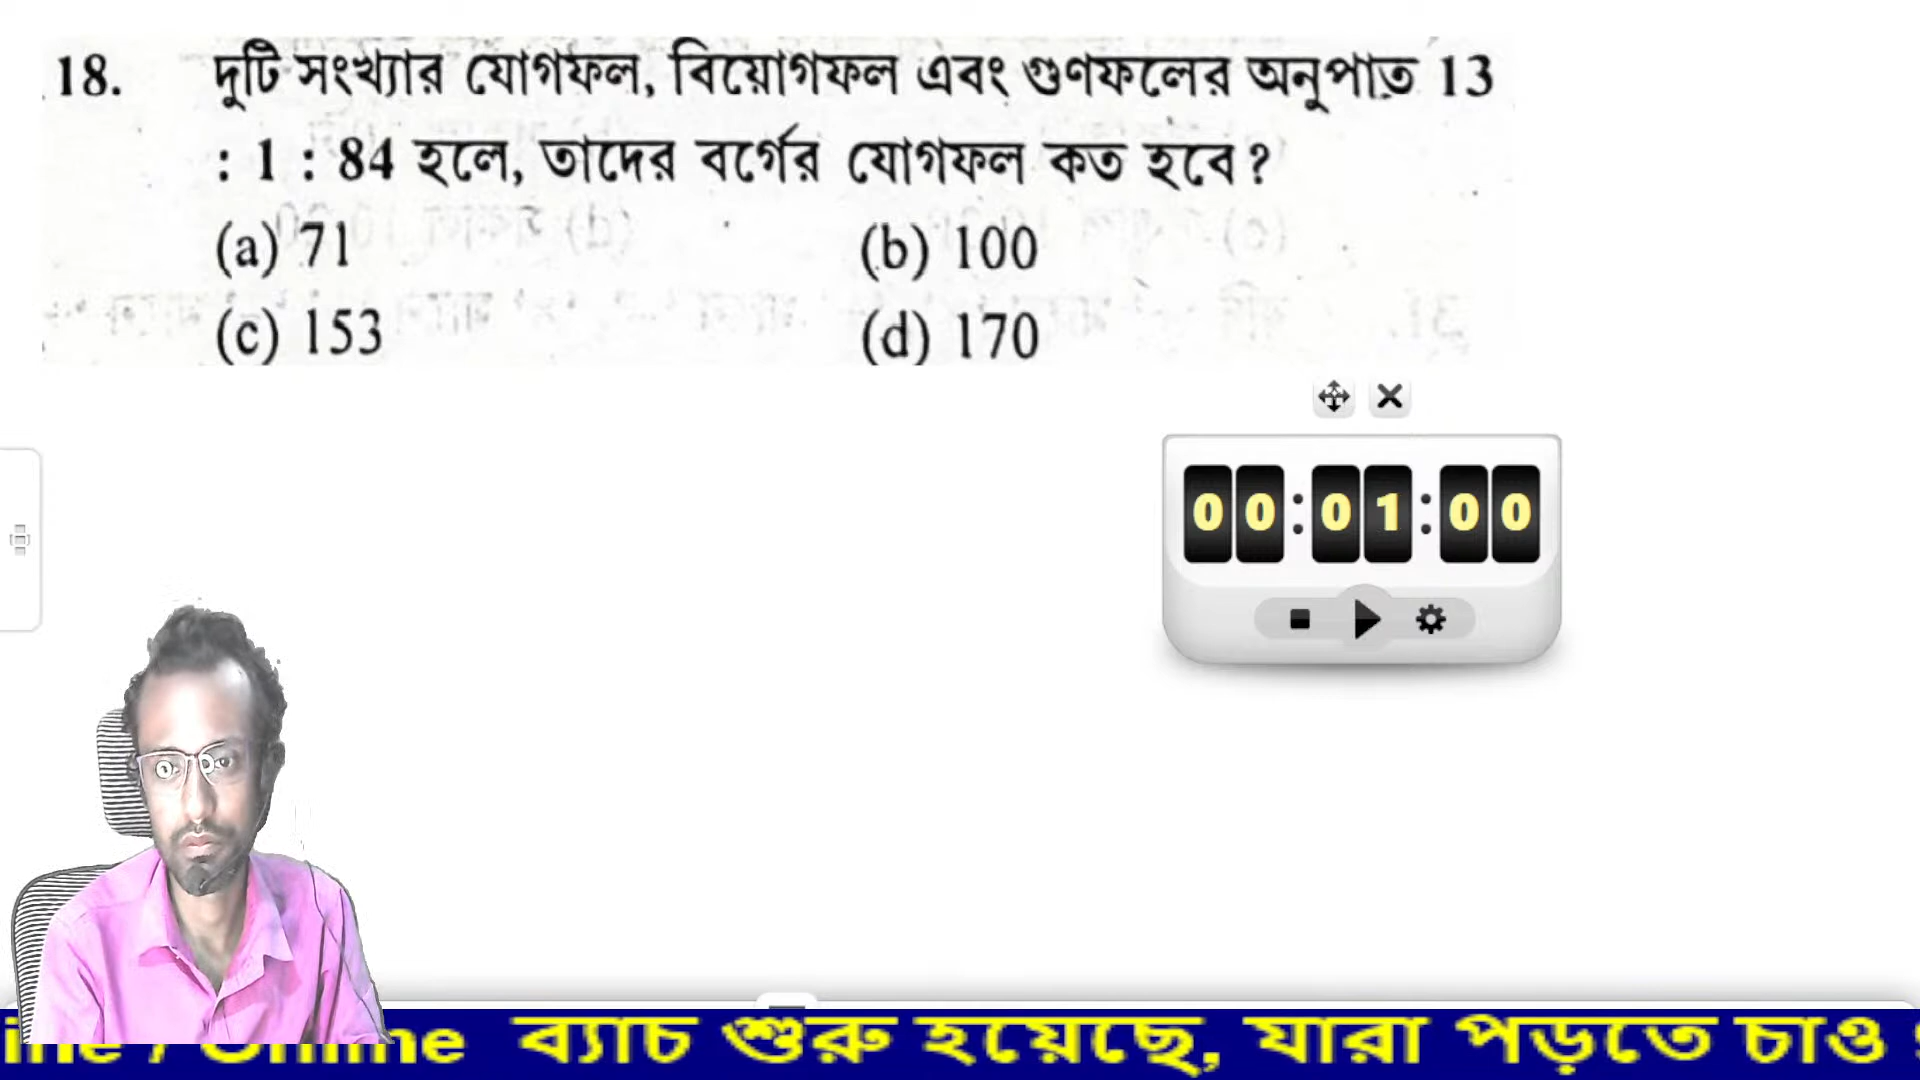 18. দুটি সংখ্যার যোগফল, বিয়োগফল এবং গুণফলের অনুপাত 13
: 1 : 84 হলে, তাদের বর্গের যোগফল কত হবে?
(a) 71 (b) 100
(c) 153 (d) 170
00:01:00
ব্যাচ শুরু হয়েছে, যারা পড়তে চাও